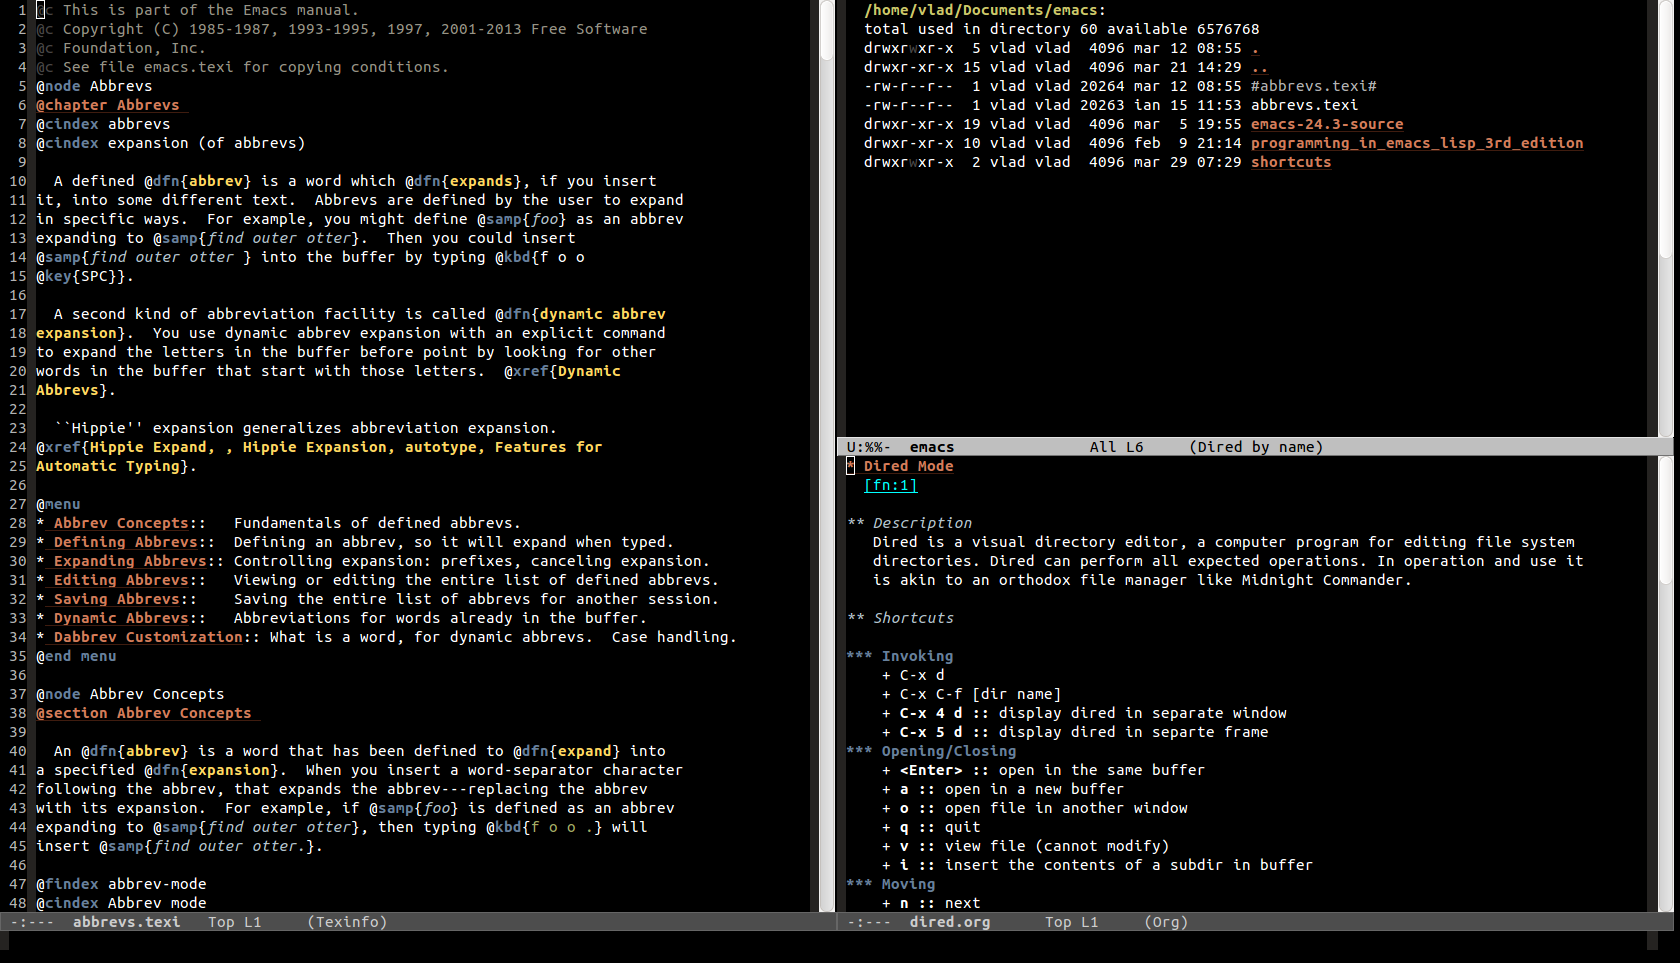 1 @c This is part of the Emacs manual.
2 @c Copyright (C) 1985-1987, 1993-1995, 1997, 2001-2013 Free Software
3 @c Foundation, Inc.
4 @c See file emacs.texi for copying conditions.
5 @node Abbrevs
6 @chapter Abbrevs
7 @cindex abbrevs
8 @cindex expansion (of abbrevs)
9
10   A defined @dfn{abbrev} is a word which @dfn{expands}, if you insert
11 it, into some different text.  Abbrevs are defined by the user to expand
12 in specific ways.  For example, you might define @samp{foo} as an abbrev
13 expanding to @samp{find outer otter}.  Then you could insert
14 @samp{find outer otter } into the buffer by typing @kbd{f o o
15 @key{SPC}}.
16
17   A second kind of abbreviation facility is called @dfn{dynamic abbrev
18 expansion}.  You use dynamic abbrev expansion with an explicit command
19 to expand the letters in the buffer before point by looking for other
20 words in the buffer that start with those letters.  @xref{Dynamic
21 Abbrevs}.
22
23   ``Hippie'' expansion generalizes abbreviation expansion.
24 @xref{Hippie Expand, , Hippie Expansion, autotype, Features for
25 Automatic Typing}.
26
27 @menu
28 * Abbrev Concepts::   Fundamentals of defined abbrevs.
29 * Defining Abbrevs::  Defining an abbrev, so it will expand when typed.
30 * Expanding Abbrevs:: Controlling expansion: prefixes, canceling expansion.
31 * Editing Abbrevs::   Viewing or editing the entire list of defined abbrevs.
32 * Saving Abbrevs::    Saving the entire list of abbrevs for another session.
33 * Dynamic Abbrevs::   Abbreviations for words already in the buffer.
34 * Dabbrev Customization:: What is a word, for dynamic abbrevs.  Case handling.
35 @end menu
36
37 @node Abbrev Concepts
38 @section Abbrev Concepts
39
40   An @dfn{abbrev} is a word that has been defined to @dfn{expand} into
41 a specified @dfn{expansion}.  When you insert a word-separator character
42 following the abbrev, that expands the abbrev---replacing the abbrev
43 with its expansion.  For example, if @samp{foo} is defined as an abbrev
44 expanding to @samp{find outer otter}, then typing @kbd{f o o .} will
45 insert @samp{find outer otter.}.
46
47 @findex abbrev-mode
48 @cindex Abbrev mode
-:---  abbrevs.texi   Top L1     (Texinfo)
/home/vlad/Documents/emacs:
total used in directory 60 available 6576768
drwxrwxr-x  5 vlad vlad  4096 mar 12 08:55 .
drwxr-xr-x 15 vlad vlad  4096 mar 21 14:29 ..
-rw-r--r--  1 vlad vlad 20264 mar 12 08:55 #abbrevs.texi#
-rw-r--r--  1 vlad vlad 20263 ian 15 11:53 abbrevs.texi
drwxr-xr-x 19 vlad vlad  4096 mar  5 19:55 emacs-24.3-source
drwxr-xr-x 10 vlad vlad  4096 feb  9 21:14 programming_in_emacs_lisp_3rd_edition
drwxrwxr-x  2 vlad vlad  4096 mar 29 07:29 shortcuts
U:%%-  emacs               All L6     (Dired by name)
* Dired Mode
[fn:1]
** Description
Dired is a visual directory editor, a computer program for editing file system
directories. Dired can perform all expected operations. In operation and use it
is akin to an orthodox file manager like Midnight Commander.
** Shortcuts
*** Invoking
+ C-x d
+ C-x C-f [dir name]
+ C-x 4 d :: display dired in separate window
+ C-x 5 d :: display dired in separte frame
*** Opening/Closing
+ <Enter> :: open in the same buffer
+ a :: open in a new buffer
+ o :: open file in another window
+ q :: quit
+ v :: view file (cannot modify)
+ i :: insert the contents of a subdir in buffer
*** Moving
+ n :: next
-:---  dired.org      Top L1     (Org)